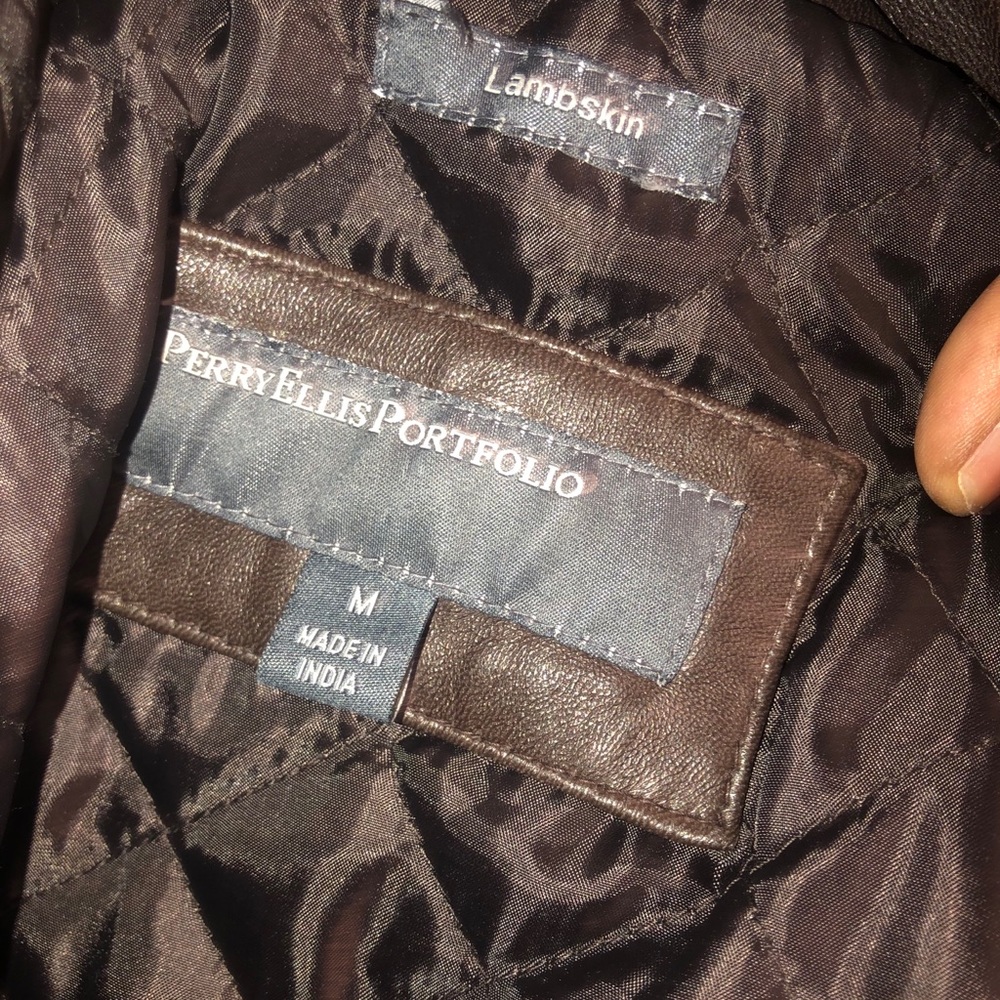 Lambskin
PERRYELLISPORTFOLIO
M
MADE IN
INDIA